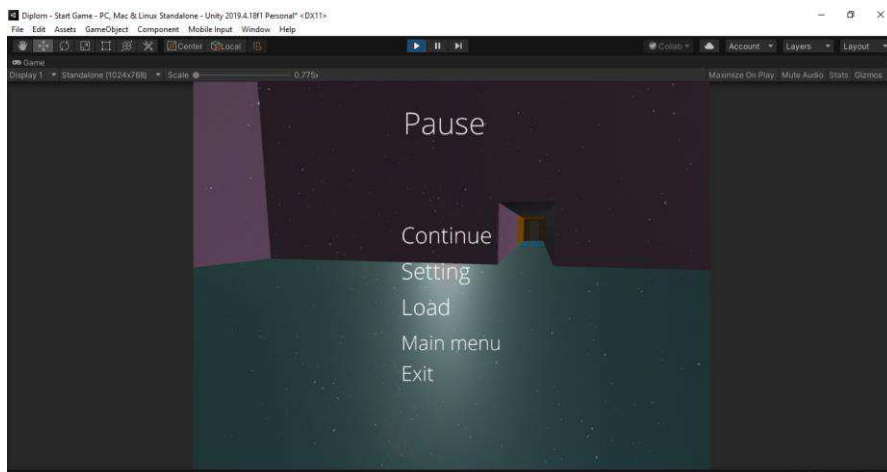 Diplom - Start Game - PC, Mac & Linux Standalone - Unity 2019.4.18f1 Personal* <DX11>
File Edit Assets GameObject Component Mobile Input Window Help
Center Local Collab Account Layers Layout
Game
Display 1 Standalone (1024x768) Scale 0.775x Maximize On Play Mute Audio Stats Gizmos
Pause
Continue
Setting
Load
Main menu
Exit